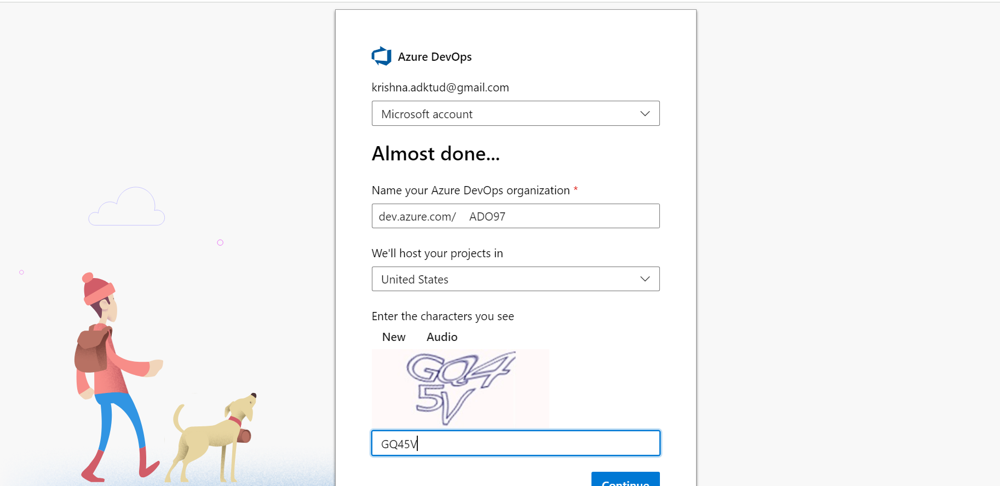 Azure DevOps
krishna.adktud@gmail.com
Microsoft account
Almost done...
Name your Azure DevOps organization *
dev.azure.com/ ADO97
We'll host your projects in
United States
Enter the characters you see
New Audio
GQ4
5V
GQ45V
Continue